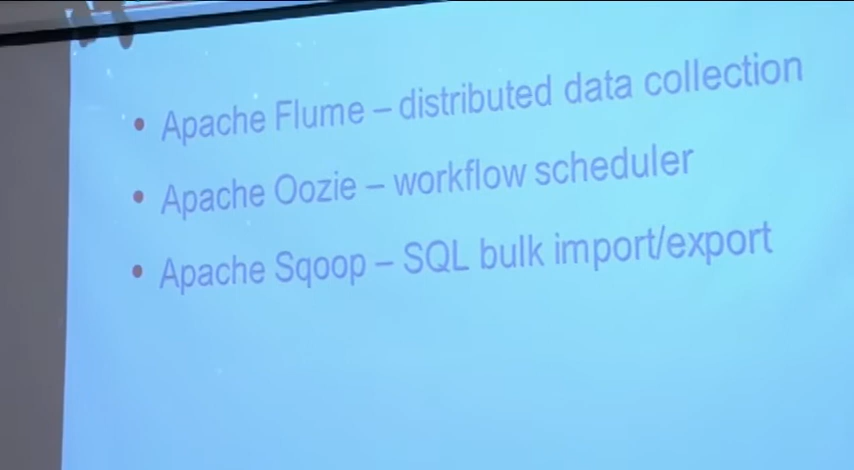 • Apache Flume – distributed data collection
• Apache Oozie – workflow scheduler
• Apache Sqoop – SQL bulk import/export